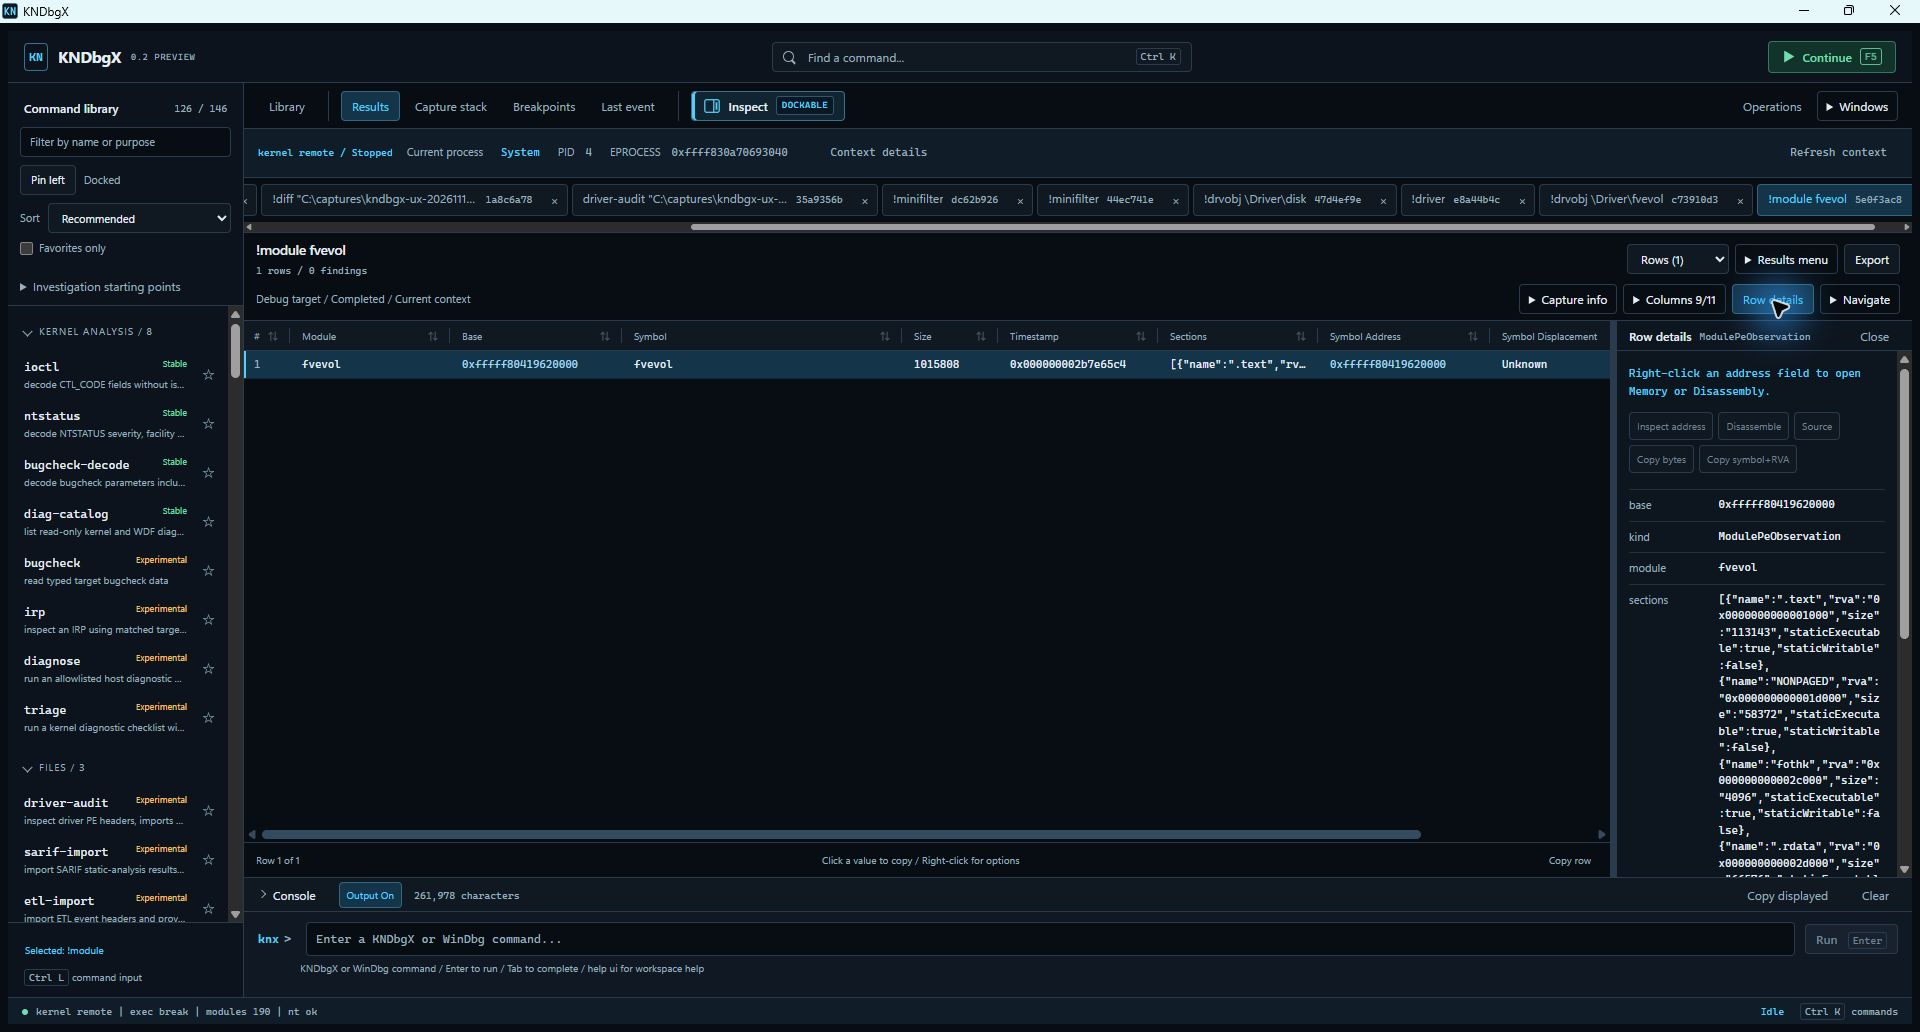 KN KNDbgX
KN KNDbgX 0.2 PREVIEW
Find a command... Ctrl K
Continue F5
Command library 126 / 146
Filter by name or purpose
Pin left Docked
Sort Recommended
Favorites only
Investigation starting points
KERNEL ANALYSIS / 8
ioctl Stable
decode CTL_CODE fields without is...
ntstatus Stable
decode NTSTATUS severity, facility ...
bugcheck-decode Stable
decode bugcheck parameters inclu...
diag-catalog Stable
list read-only kernel and WDF diag...
bugcheck Experimental
read typed target bugcheck data
irp Experimental
inspect an IRP using matched targe...
diagnose Experimental
run an allowlisted host diagnostic ...
triage Experimental
run a kernel diagnostic checklist wi...
FILES / 3
driver-audit Experimental
inspect driver PE headers, imports ...
sarif-import Experimental
import SARIF static-analysis results...
etl-import Experimental
import ETL event headers and prov...
Selected: !module
Ctrl L command input
Library Results Capture stack Breakpoints Last event Inspect DOCKABLE Operations Windows
kernel remote / Stopped Current process System PID 4 EPROCESS 0xffff830a70693040 Context details Refresh context
× !diff "C:\captures\kndbgx-ux-2026111... 1a8c6a78 × driver-audit "C:\captures\kndbgx-ux-... 35a9356b × !minifilter dc62b926 × !minifilter 44ec741e × !drvobj \Driver\disk 47d4ef9e × !driver e8a44b4c × !drvobj \Driver\fvevol c73910d3 × !module fvevol 5e0f3ac8
!module fvevol
1 rows / 0 findings
Rows (1) Results menu Export
Debug target / Completed / Current context
Capture info Columns 9/11 Row details Navigate
# Module Base Symbol Size Timestamp Sections Symbol Address Symbol Displacement
1 fvevol 0xfffff80419620000 fvevol 1015808 0x000000002b7e65c4 [{"name":".text","rv... 0xfffff80419620000 Unknown
Row 1 of 1 Click a value to copy / Right-click for options Copy row
Row details ModulePeObservation Close
Right-click an address field to open
Memory or Disassembly.
Inspect address Disassemble Source
Copy bytes Copy symbol+RVA
base 0xfffff80419620000
kind ModulePeObservation
module fvevol
sections [{"name":".text","rva":"0
x0000000000001000","size"
:"113143","staticExecutab
le":true,"staticWritable"
:false},
{"name":"NONPAGED","rva":
"0x000000000001d000","siz
e":"58372","staticExecuta
ble":true,"staticWritable
":false},
{"name":"fothk","rva":"0x
000000000002c000","size":
"4096","staticExecutable"
:true,"staticWritable":fa
lse},
{"name":".rdata","rva":"0
x000000000002d000","size"
Console Output On 261,978 characters Copy displayed Clear
knx > Enter a KNDbgX or WinDbg command... Run Enter
KNDbgX or WinDbg command / Enter to run / Tab to complete / help ui for workspace help
kernel remote | exec break | modules 190 | nt ok Idle Ctrl K commands